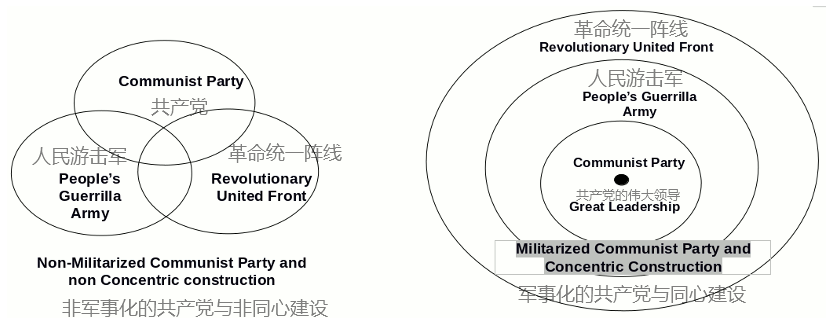 Communist Party
共产党
人民游击军
People's
Guerrilla
Army
革命统一阵线
Revolutionary
United Front
Non-Militarized Communist Party and
non Concentric construction
非军事化的共产党与非同心建设
革命统一阵线
Revolutionary United Front
人民游击军
People's Guerrilla
Army
Communist Party
共产党的伟大领导
Great Leadership
Militarized Communist Party and
Concentric Construction
军事化的共产党与同心建设